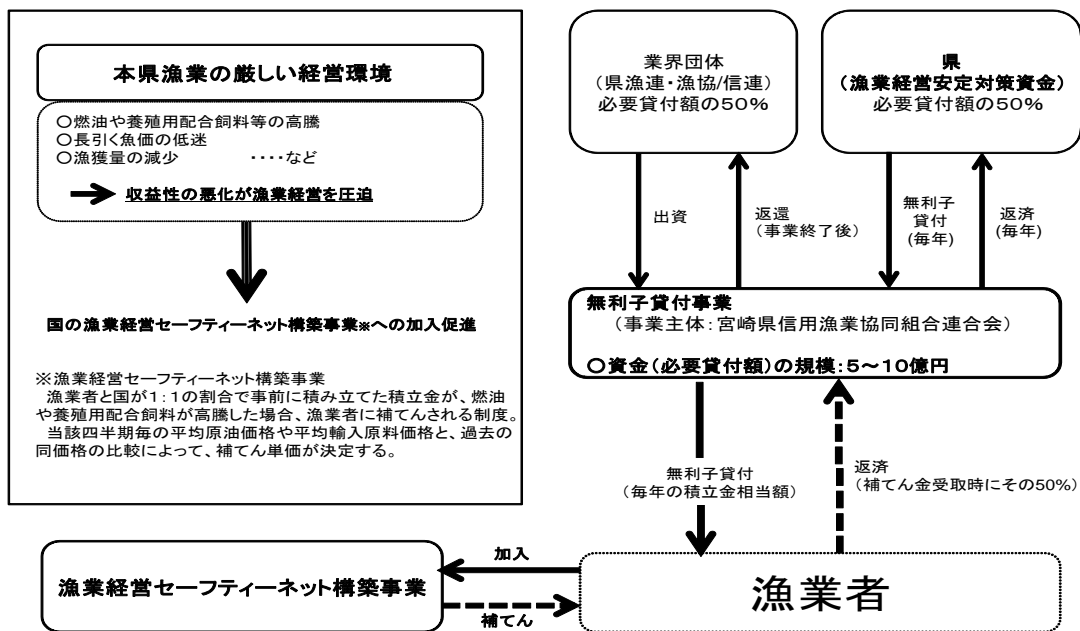 本県漁業の厳しい経営環境
○燃油や養殖用配合飼料等の高騰
○長引く魚価の低迷
○漁獲量の減少　　　・・・・など
収益性の悪化が漁業経営を圧迫
国の漁業経営セーフティーネット構築事業※への加入促進
※漁業経営セーフティーネット構築事業
漁業者と国が1:1の割合で事前に積み立てた積立金が、燃油
や養殖用配合飼料が高騰した場合、漁業者に補てんされる制度。
当該四半期毎の平均原油価格や平均輸入原料価格と、過去の
同価格の比較によって、補てん単価が決定する。
業界団体
（県漁連・漁協/信連）
必要貸付額の50%
県
（漁業経営安定対策資金）
必要貸付額の50%
出資
返還
（事業終了後）
無利子
貸付
(毎年)
返済
(毎年)
無利子貸付事業
（事業主体：宮崎県信用漁業協同組合連合会）
○資金（必要貸付額）の規模：5～10億円
無利子貸付
（毎年の積立金相当額）
返済
（補てん金受取時にその50%）
漁業経営セーフティーネット構築事業
加入
補てん
漁業者